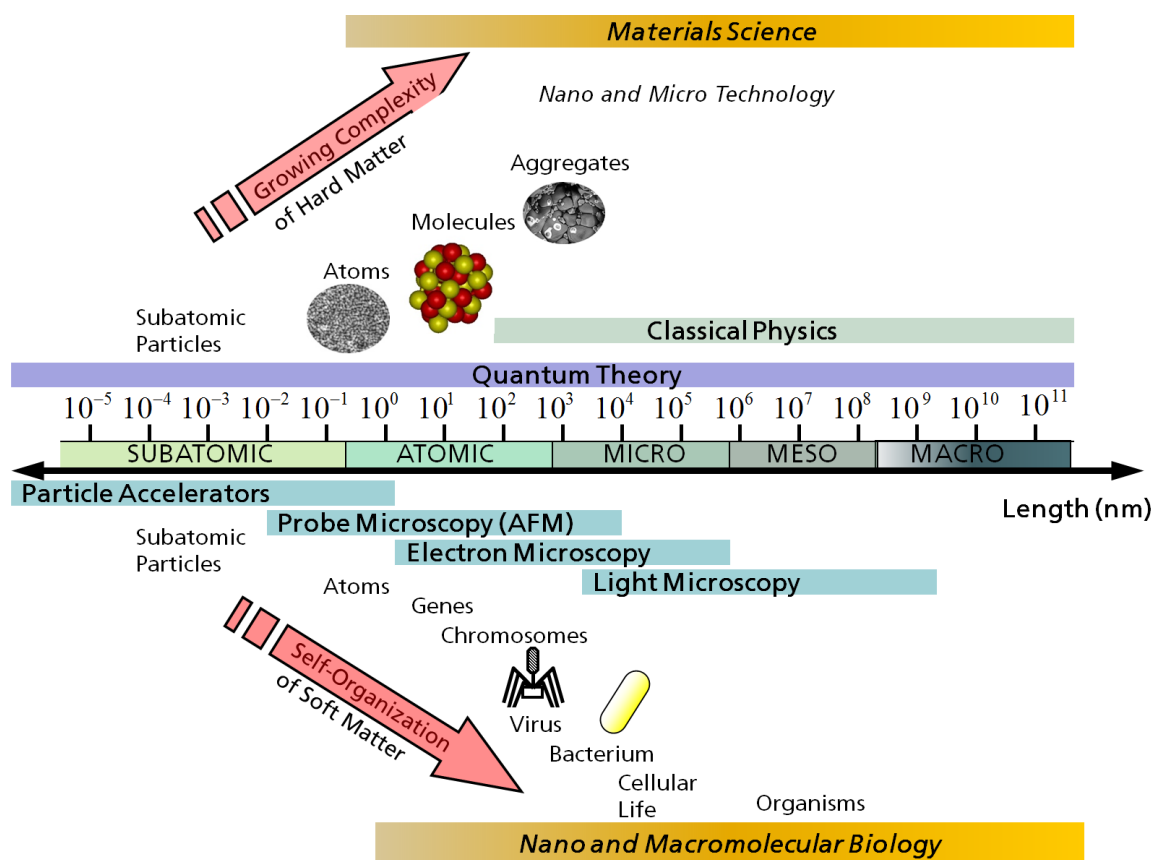 Materials Science
Nano and Micro Technology
Growing Complexity
of Hard Matter
Aggregates
Molecules
Atoms
Subatomic
Particles
Classical Physics
Quantum Theory
10⁻⁵ 10⁻⁴ 10⁻³ 10⁻² 10⁻¹ 10⁰ 10¹ 10² 10³ 10⁴ 10⁵ 10⁶ 10⁷ 10⁸ 10⁹ 10¹⁰ 10¹¹
SUBATOMIC ATOMIC MICRO MESO MACRO
Particle Accelerators
Length (nm)
Probe Microscopy (AFM)
Subatomic
Particles
Electron Microscopy
Light Microscopy
Atoms
Genes
Chromosomes
Self-Organization
of Soft Matter
Virus
Bacterium
Cellular
Life
Organisms
Nano and Macromolecular Biology